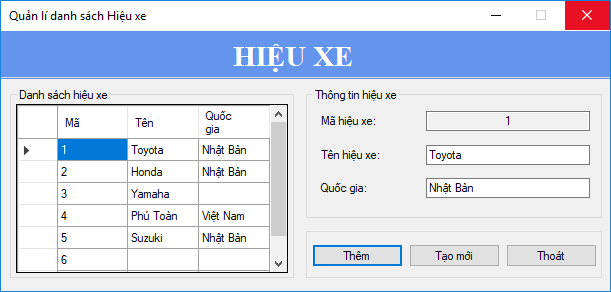 Quản lí danh sách Hiệu xe
HIỆU XE
Danh sách hiệu xe
Mã Tên Quốc gia
1 Toyota Nhật Bản
2 Honda Nhật Bản
3 Yamaha
4 Phú Toàn Việt Nam
5 Suzuki Nhật Bản
6
Thông tin hiệu xe
Mã hiệu xe: 1
Tên hiệu xe: Toyota
Quốc gia: Nhật Bản
Thêm Tạo mới Thoát